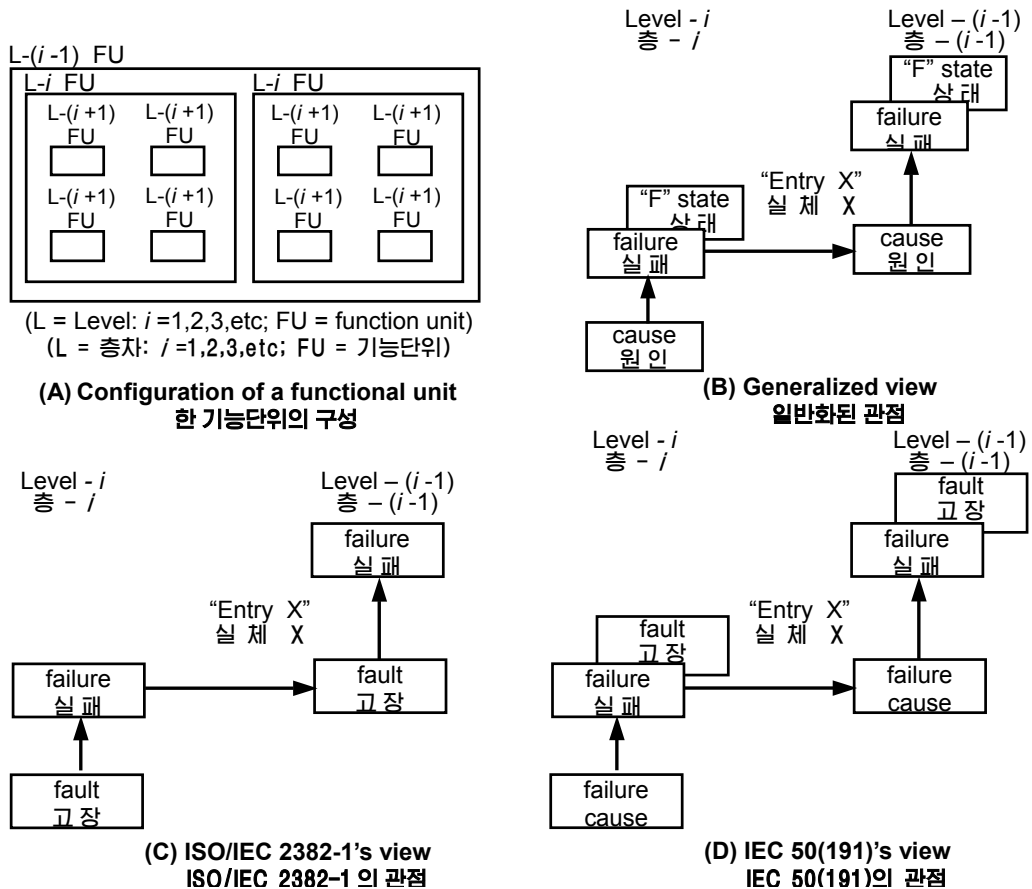 L-(i -1) FU
L-i FU
L-(i +1)
FU
L-(i +1)
FU
L-(i +1)
FU
L-(i +1)
FU
L-i FU
L-(i +1)
FU
L-(i +1)
FU
L-(i +1)
FU
L-(i +1)
FU
(L = Level: i =1,2,3,etc; FU = function unit)
(L = 층차: i =1,2,3,etc; FU = 기능단위)
(A) Configuration of a functional unit
한 기능단위의 구성
Level - i
층 - i
Level – (i -1)
층 – (i -1)
“F” state
상 태
failure
실 패
“Entry X”
실 체 X
“F” state
상 태
failure
실 패
cause
원 인
cause
원 인
(B) Generalized view
일반화된 관점
Level - i
층 - i
Level – (i -1)
층 – (i -1)
failure
실 패
“Entry X”
실 체 X
failure
실 패
fault
고 장
fault
고 장
(C) ISO/IEC 2382-1's view
ISO/IEC 2382-1 의 관점
Level - i
층 - i
Level – (i -1)
층 – (i -1)
fault
고 장
failure
실 패
“Entry X”
실 체 X
fault
고 장
failure
실 패
failure
cause
failure
cause
(D) IEC 50(191)'s view
IEC 50(191)의 관점